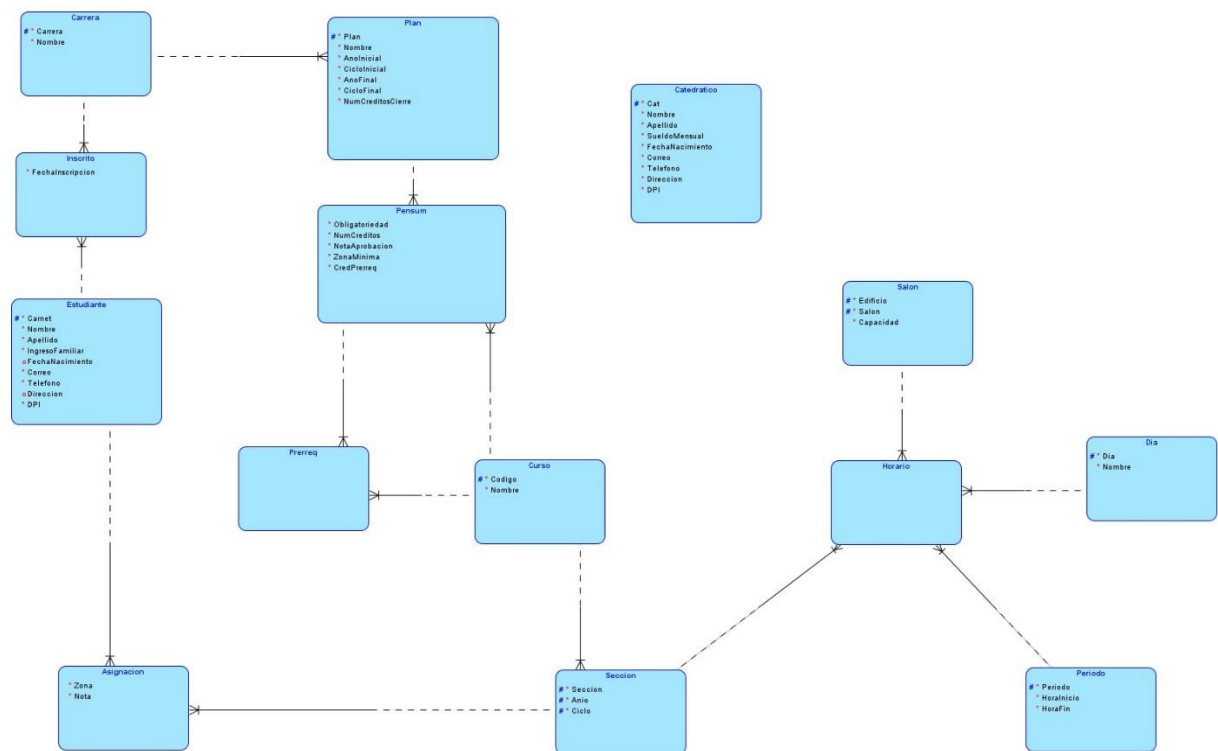 Carrera
# * Carrera
* Nombre
Plan
# * Plan
* Nombre
* AnoInicial
* CicloInicial
* AnoFinal
* CicloFinal
* NumCreditosCierre
Catedratico
# * Cat
* Nombre
* Apellido
* SueldoMensual
* FechaNacimiento
* Correo
* Telefono
* Direccion
* DPI
Inscrito
* FechaInscripcion
Pensum
* Obligatoriedad
* NumCreditos
* NotaAprobacion
* ZonaMinima
* CredPrerreq
Estudiante
# * Carnet
* Nombre
* Apellido
* IngresoFamiliar
o FechaNacimiento
* Correo
* Telefono
o Direccion
* DPI
Salon
# * Edificio
# * Salon
* Capacidad
Prerreq
Curso
# * Codigo
* Nombre
Horario
Dia
# * Dia
* Nombre
Asignacion
* Zona
* Nota
Seccion
# * Seccion
# * Anio
# * Ciclo
Periodo
# * Periodo
* HoraInicio
* HoraFin